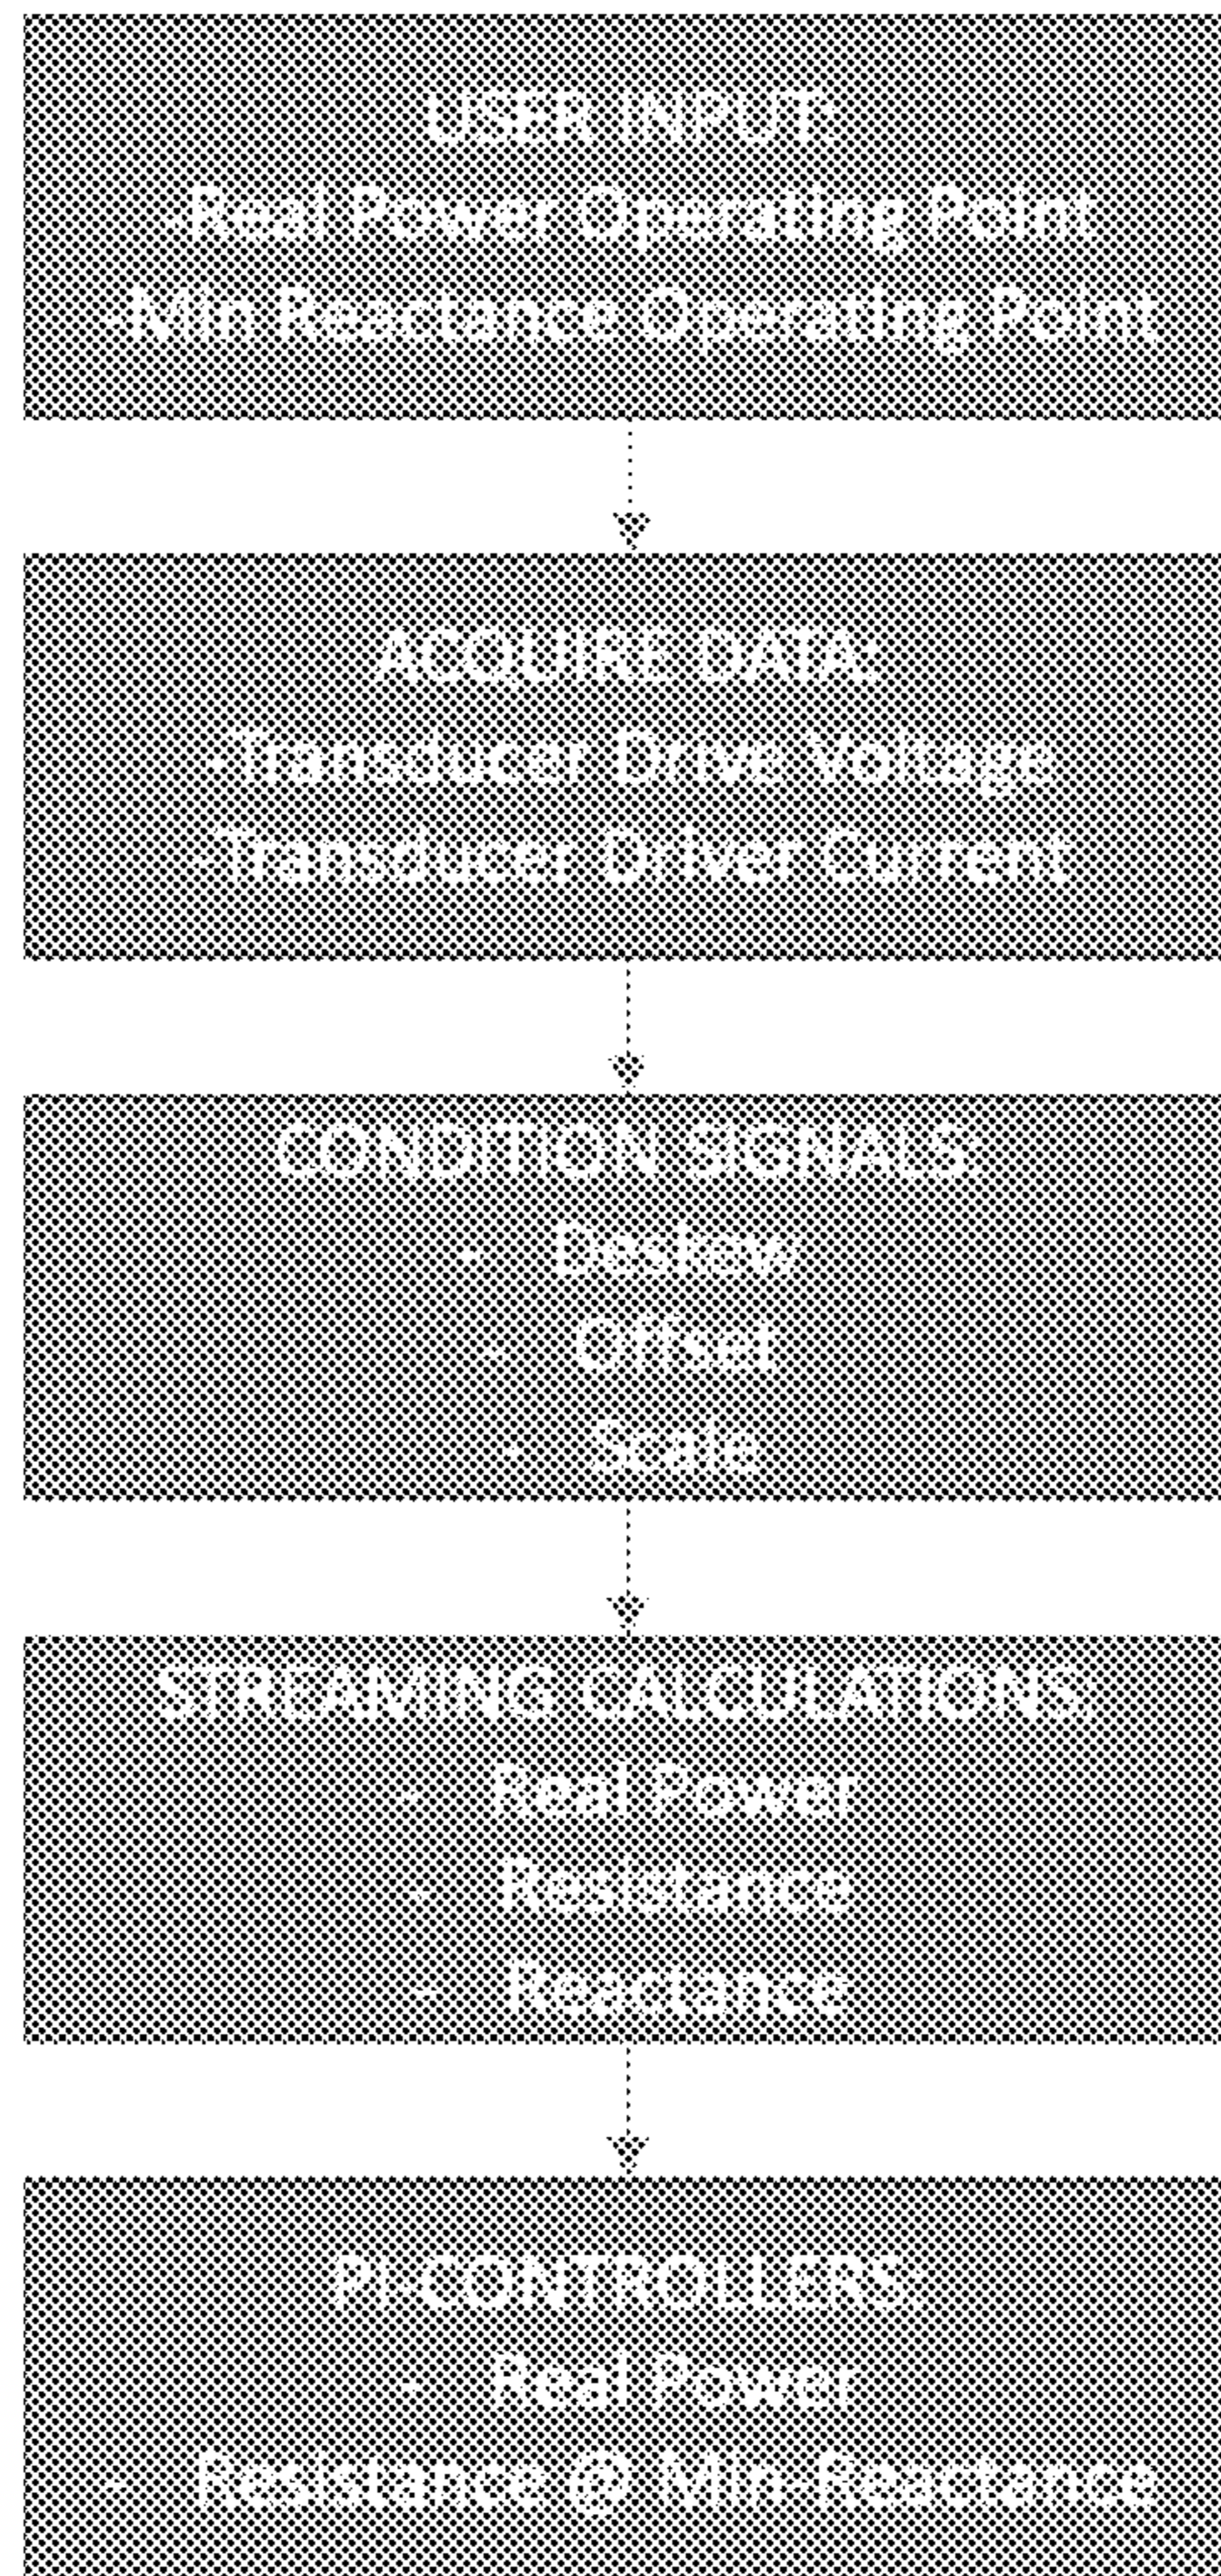 USER INPUT:
-Real Power Operating Point
-Min Reactance Operating Point
ACQUIRE DATA:
-Transducer Drive Voltage
-Transducer Driver Current
CONDITION SIGNALS:
- Deskew
- Offset
- Scale
STREAMING CALCULATIONS:
- Real Power
- Resistance
- Reactance
PI-CONTROLLERS:
- Real Power
- Resistance @ Min-Reactance